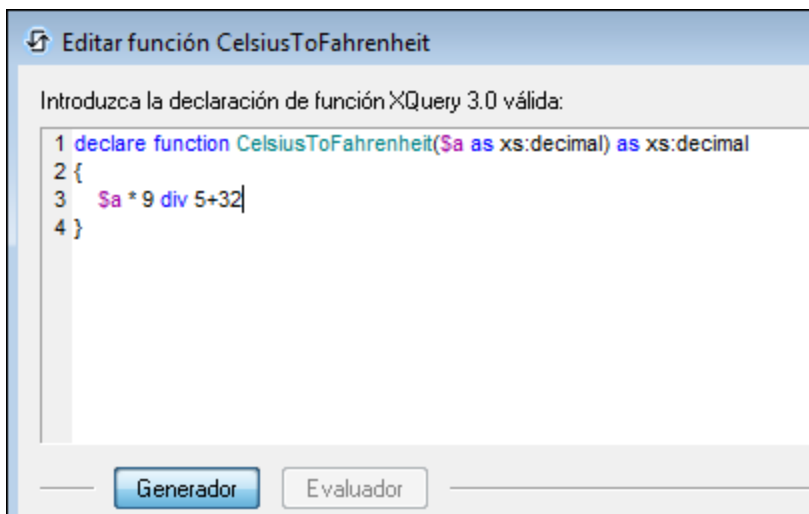 Editar función CelsiusToFahrenheit
Introduzca la declaración de función XQuery 3.0 válida:
1 declare function CelsiusToFahrenheit($a as xs:decimal) as xs:decimal
2 {
3 $a * 9 div 5+32
4 }
Generador Evaluador